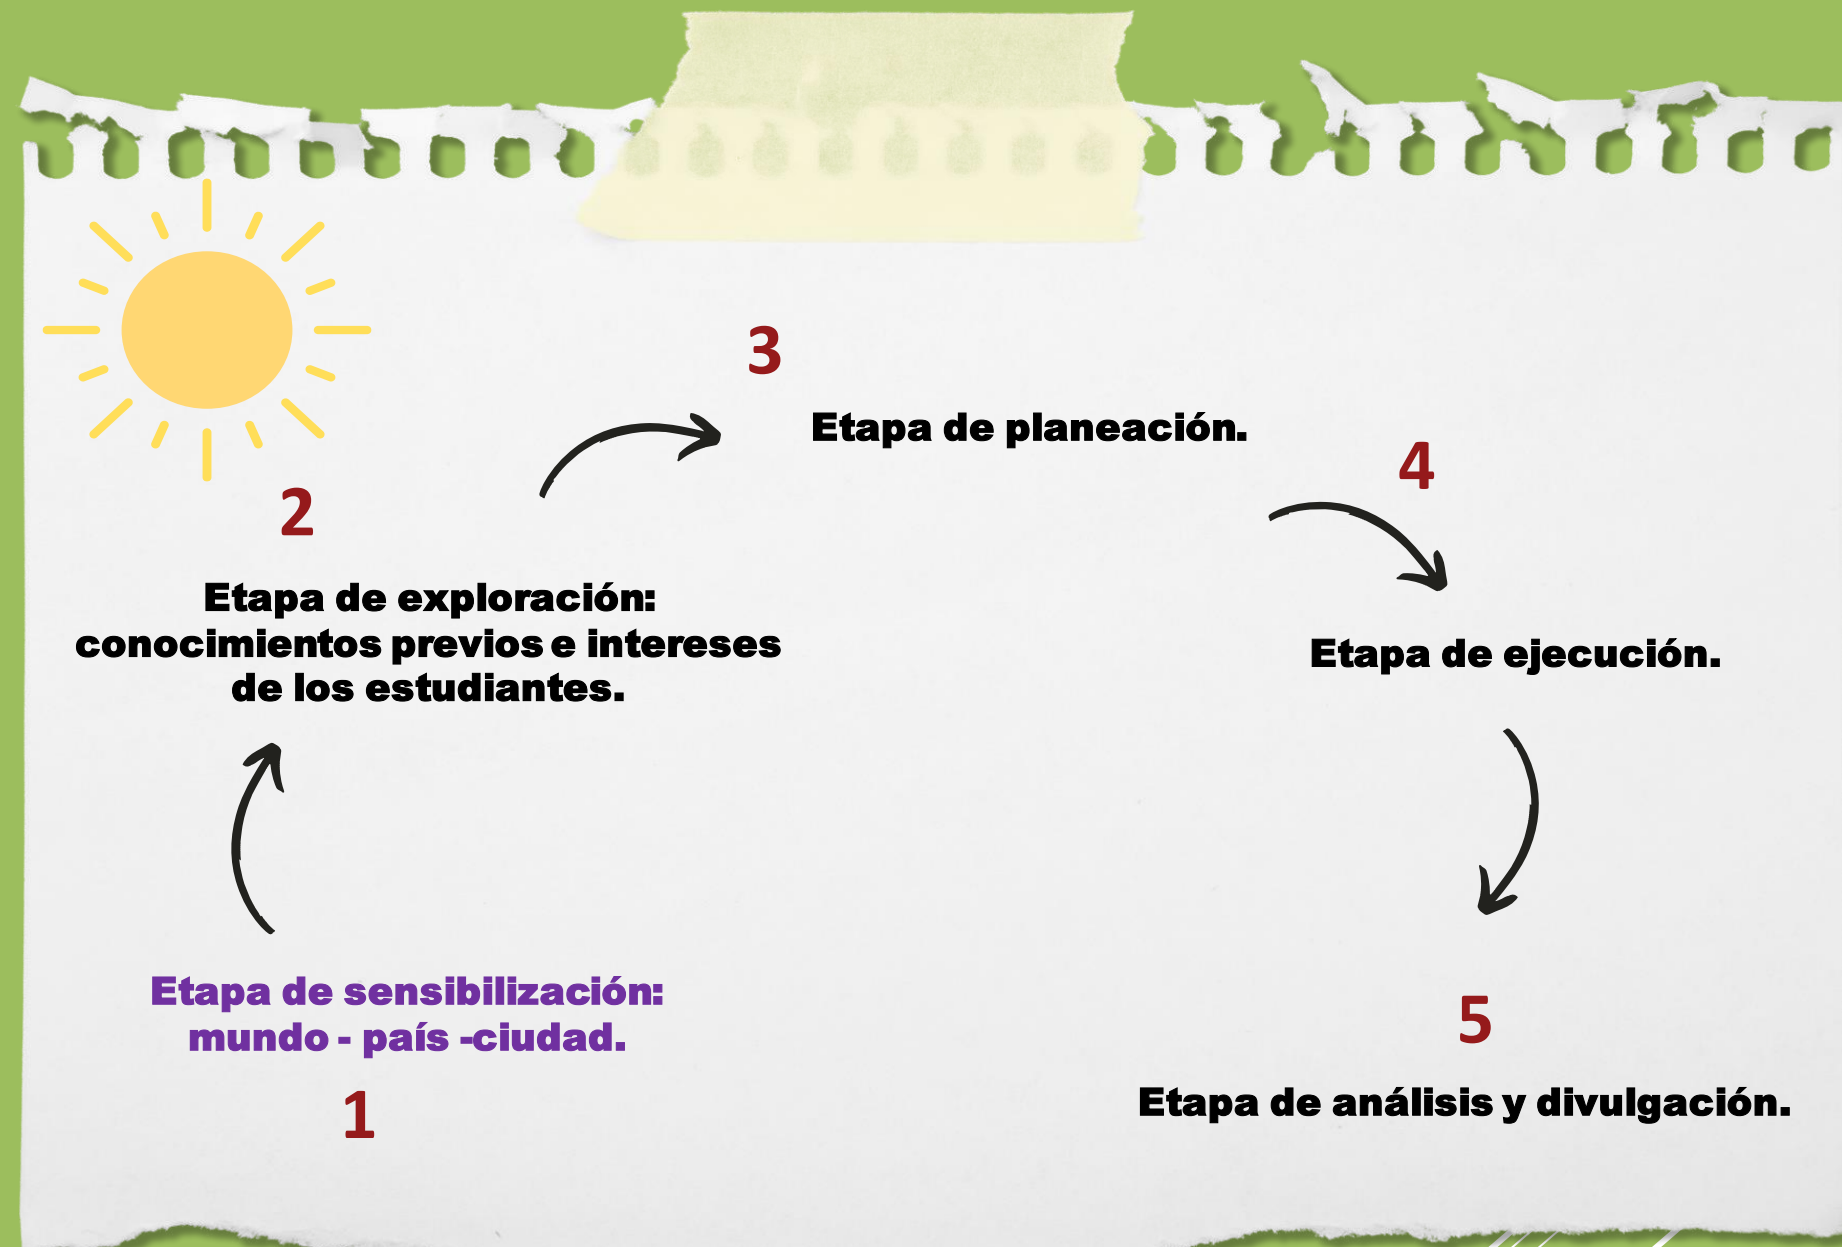 3
Etapa de planeación.
4
2
Etapa de exploración:
conocimientos previos e intereses
de los estudiantes.
Etapa de ejecución.
Etapa de sensibilización:
mundo - país -ciudad.
1
5
Etapa de análisis y divulgación.